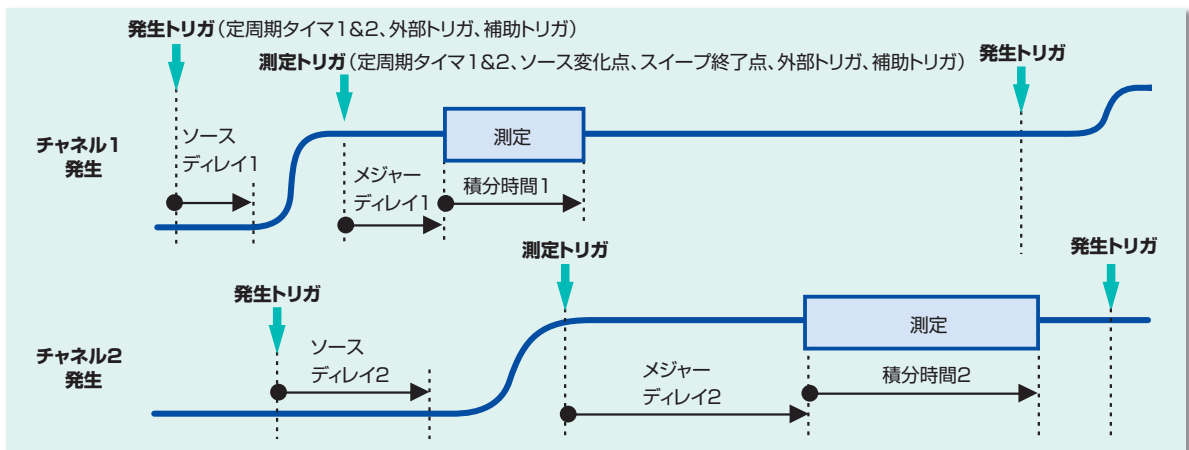 発生トリガ(定周期タイマ1&2、外部トリガ、補助トリガ)
測定トリガ(定周期タイマ1&2、ソース変化点、スイープ終了点、外部トリガ、補助トリガ)
発生トリガ
チャネル1
発生
ソース
ディレイ1
メジャー
ディレイ1
測定
積分時間1
測定トリガ
発生トリガ
発生トリガ
チャネル2
発生
ソース
ディレイ2
メジャー
ディレイ2
測定
積分時間2